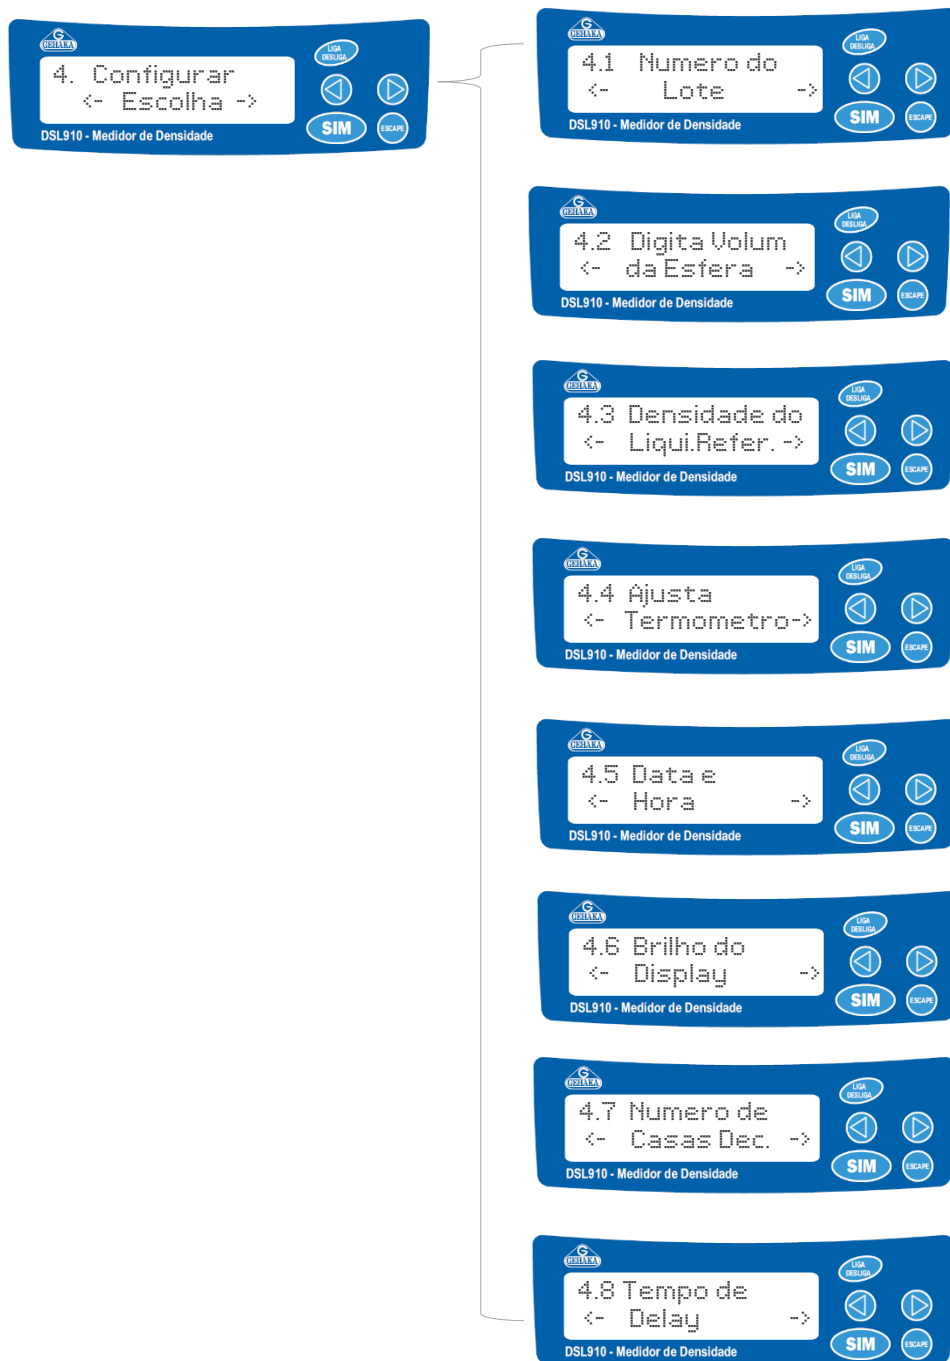 G
GEHAKA
LIGA
DESLIGA
4. Configurar
<- Escolha ->
SIM
ESCAPE
DSL910 - Medidor de Densidade
G
GEHAKA
LIGA
DESLIGA
4.1 Numero do
<- Lote ->
SIM
ESCAPE
DSL910 - Medidor de Densidade
G
GEHAKA
LIGA
DESLIGA
4.2 Digita Volum
<- da Esfera ->
SIM
ESCAPE
DSL910 - Medidor de Densidade
G
GEHAKA
LIGA
DESLIGA
4.3 Densidade do
<- Liqui.Refer. ->
SIM
ESCAPE
DSL910 - Medidor de Densidade
G
GEHAKA
LIGA
DESLIGA
4.4 Ajusta
<- Termometro->
SIM
ESCAPE
DSL910 - Medidor de Densidade
G
GEHAKA
LIGA
DESLIGA
4.5 Data e
<- Hora ->
SIM
ESCAPE
DSL910 - Medidor de Densidade
G
GEHAKA
LIGA
DESLIGA
4.6 Brilho do
<- Display ->
SIM
ESCAPE
DSL910 - Medidor de Densidade
G
GEHAKA
LIGA
DESLIGA
4.7 Numero de
<- Casas Dec. ->
SIM
ESCAPE
DSL910 - Medidor de Densidade
G
GEHAKA
LIGA
DESLIGA
4.8 Tempo de
<- Delay ->
SIM
ESCAPE
DSL910 - Medidor de Densidade